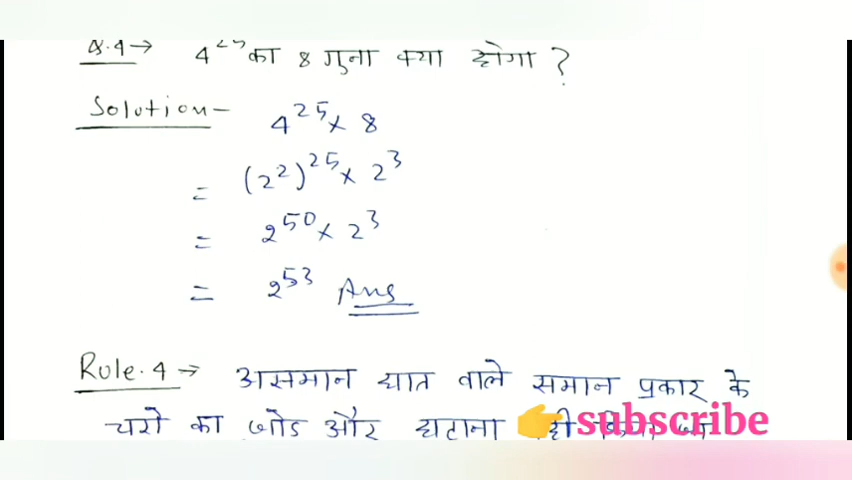 Q.4→ 4²⁵ का 8 गुना क्या होगा ?
Solution-
4²⁵ × 8
= (2²)²⁵ × 2³
= 2⁵⁰ × 2³
= 2⁵³ Ans
Rule.4 → असमान घात वाले समान प्रकार के
चरो का जोड और घटाना
subscribe